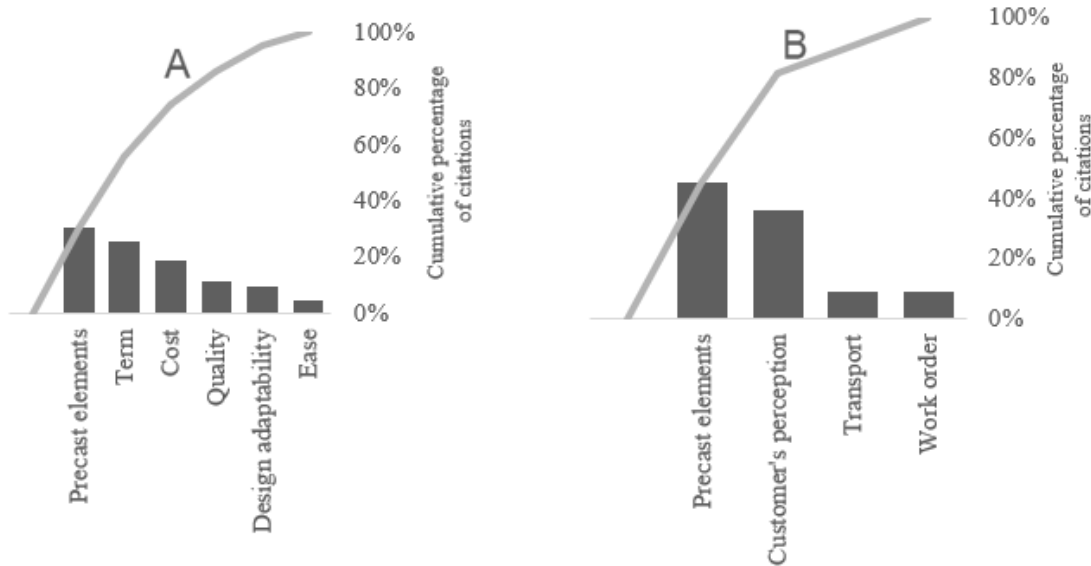 A
100%
80%
60%
40%
20%
0%
Cumulative percentage
of citations
Precast elements
Term
Cost
Quality
Design adaptability
Ease
B
100%
80%
60%
40%
20%
0%
Cumulative percentage
of citations
Precast elements
Customer's perception
Transport
Work order